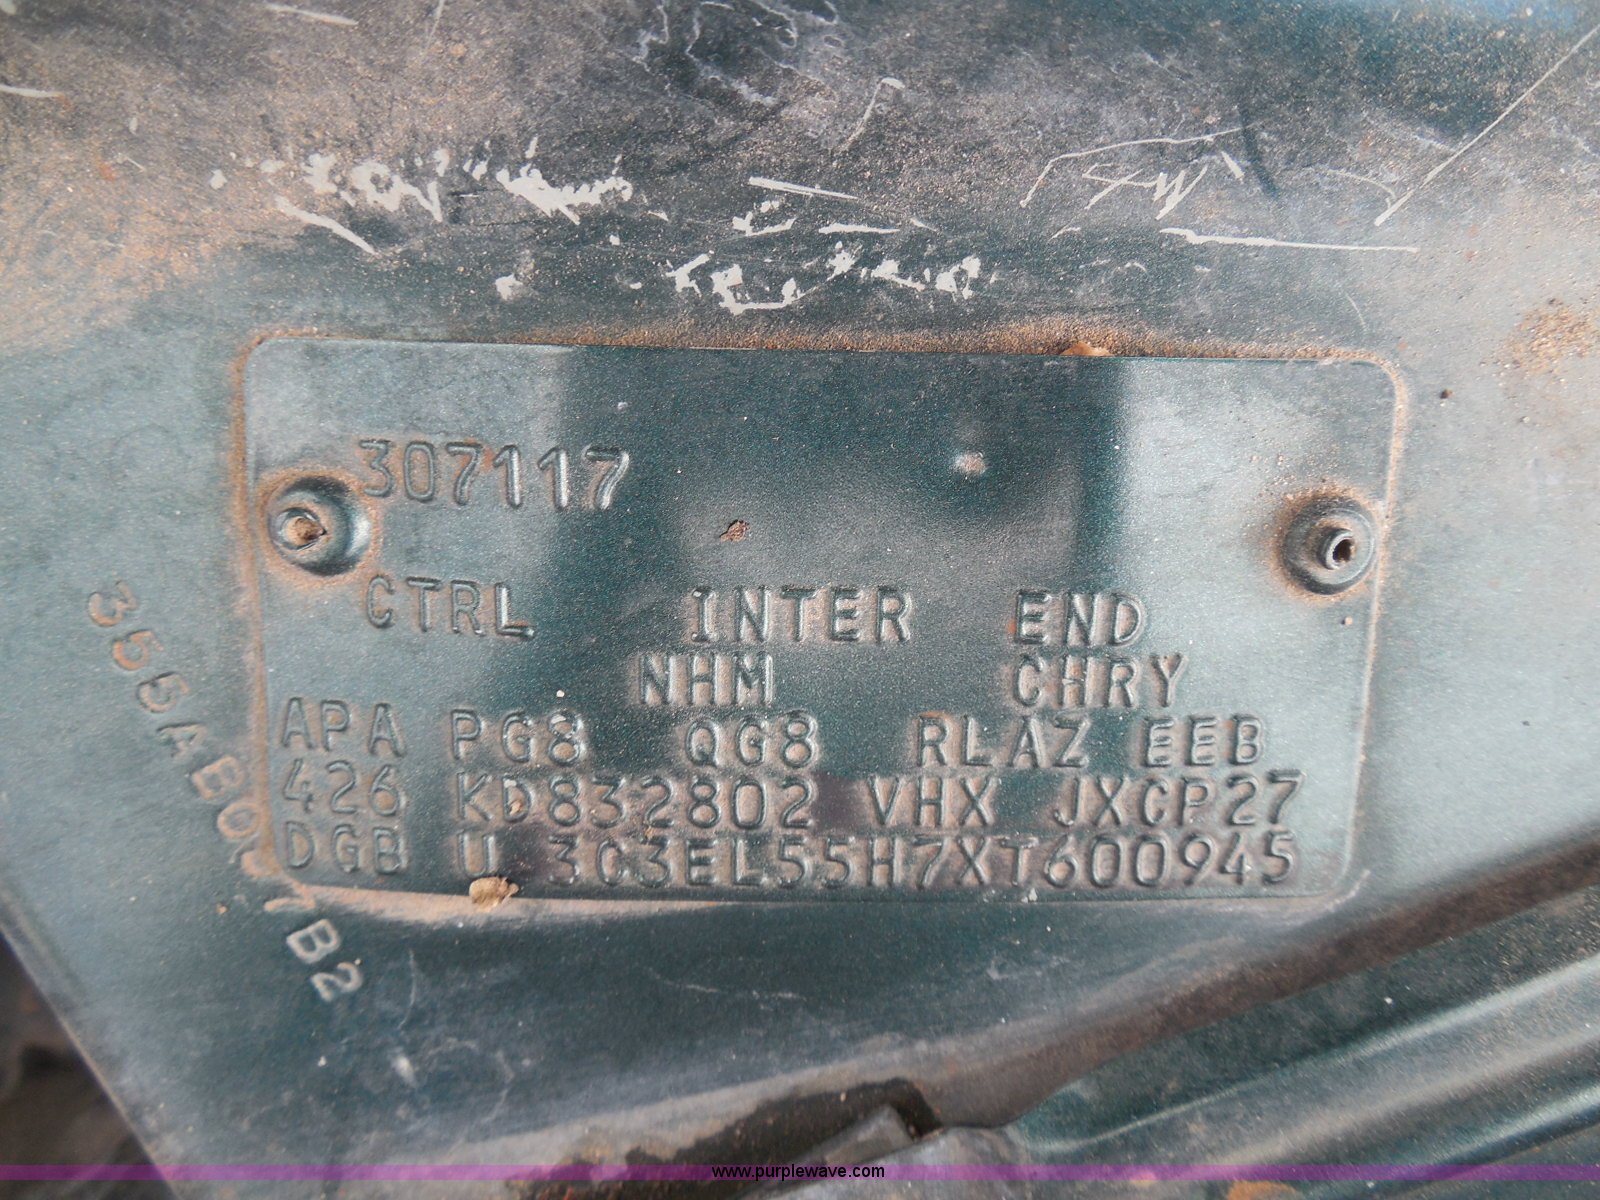 307117
CTRL INTER END
NHM CHRY
APA PG8 QG8 RLAZ EEB
426 KD832802 VHX JXCP27
DGB U 3C3EL55H7XT600945
www.purplewave.com